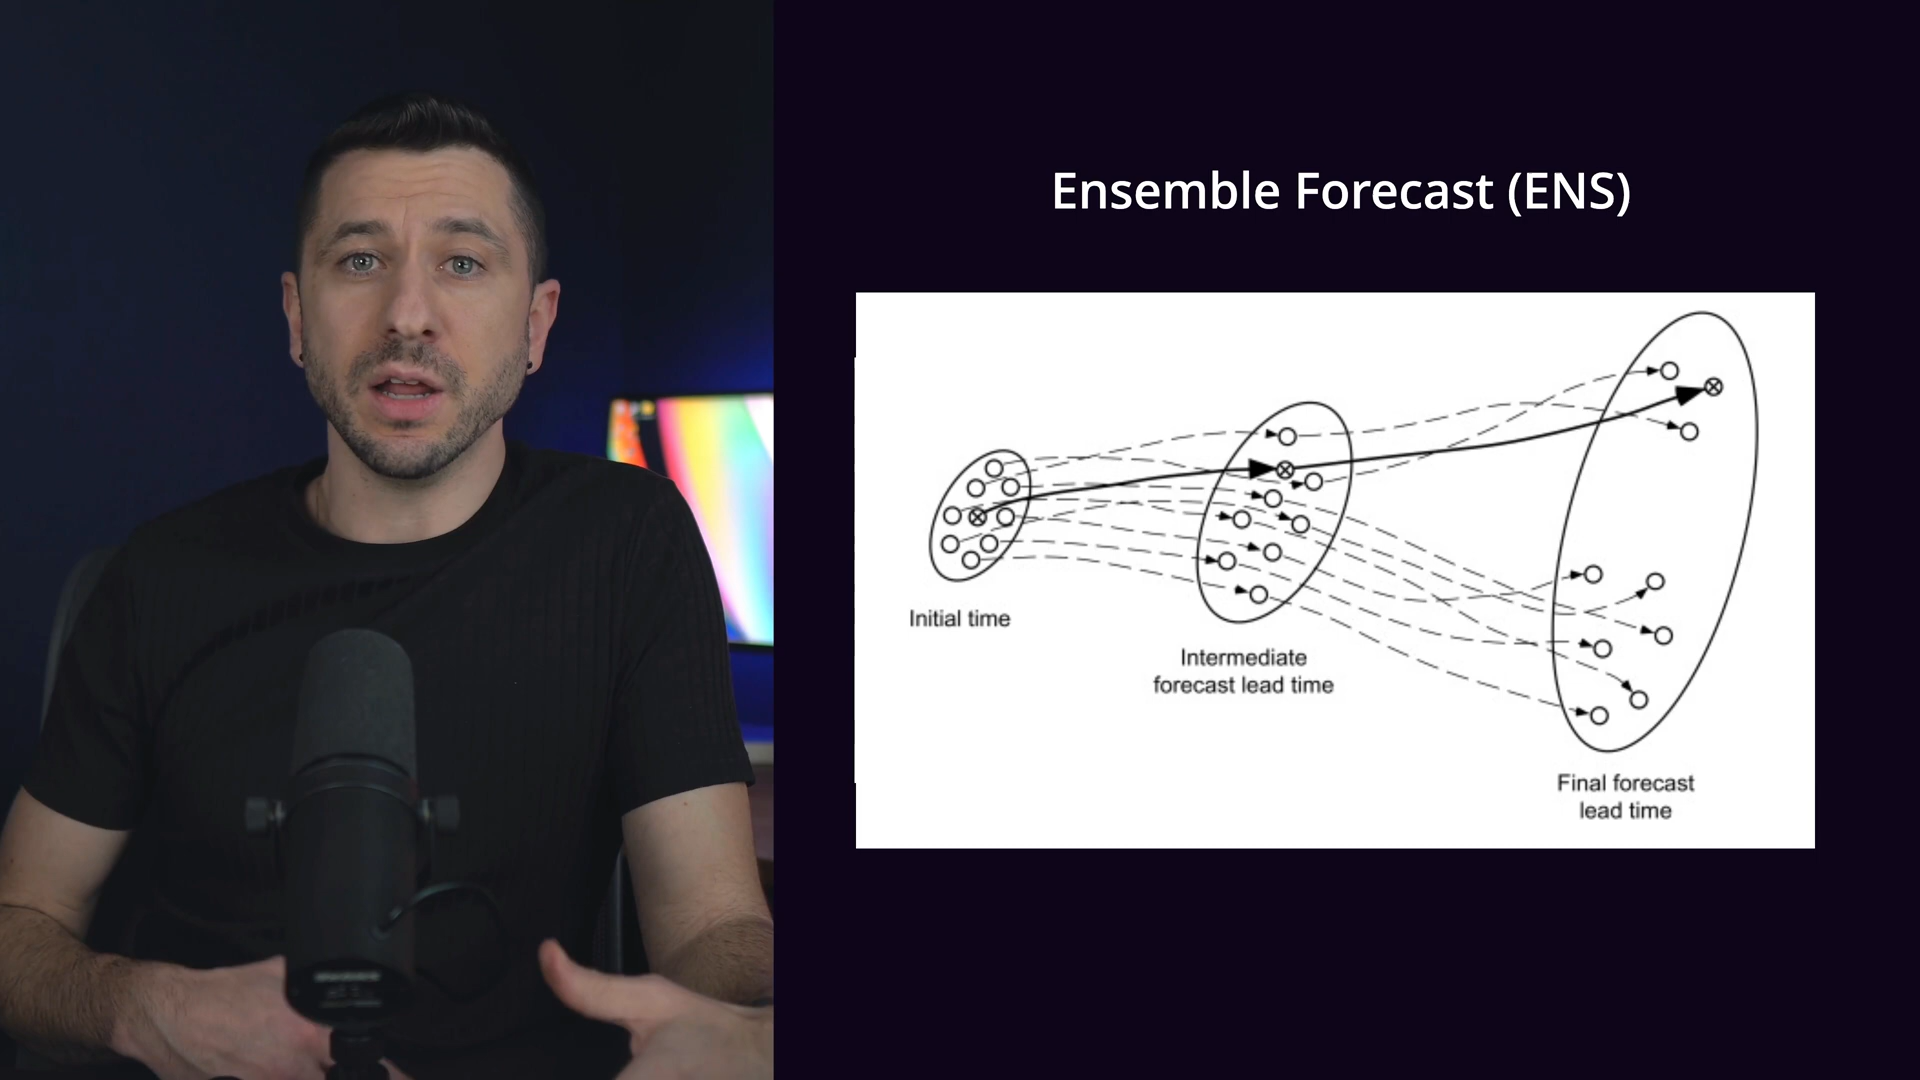 Ensemble Forecast (ENS)
Initial time
Intermediate
forecast lead time
Final forecast
lead time